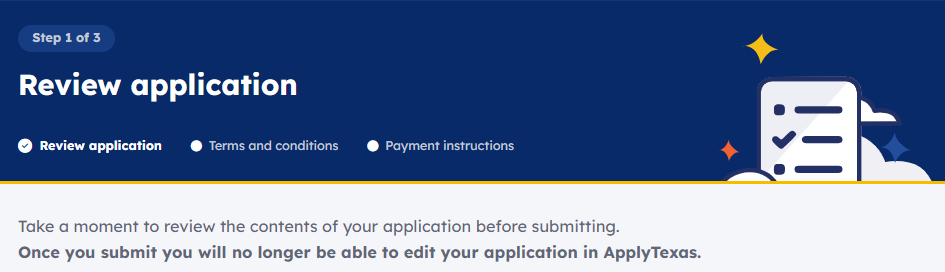 Step 1 of 3
Review application
Review application Terms and conditions Payment instructions
Take a moment to review the contents of your application before submitting.
Once you submit you will no longer be able to edit your application in ApplyTexas.